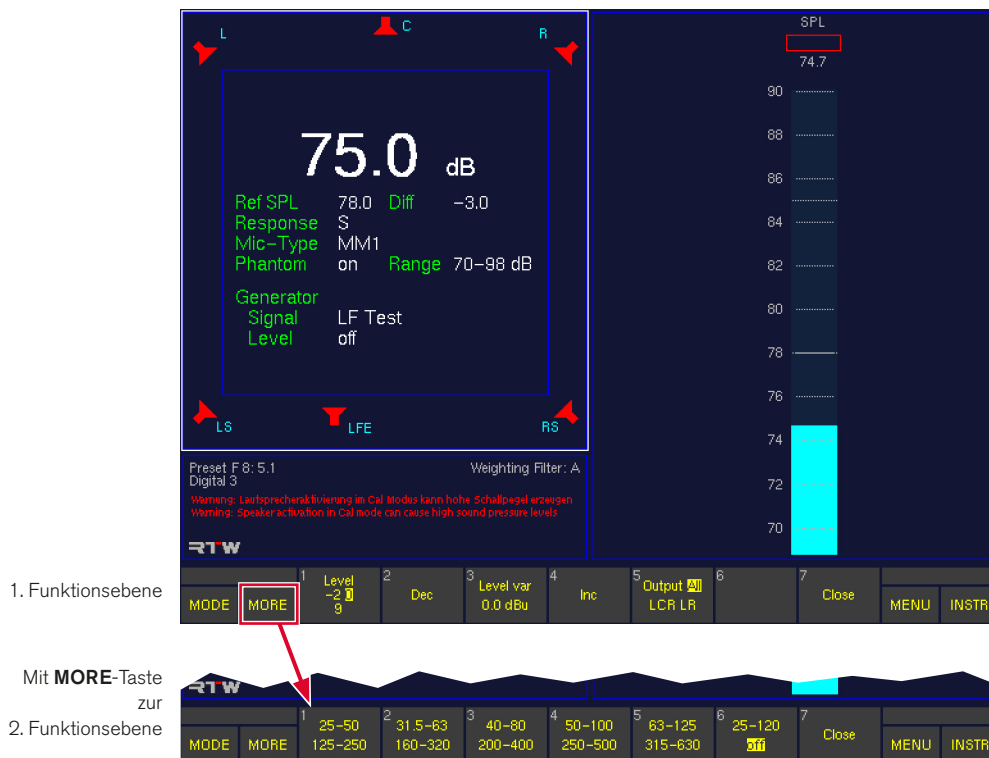 L
C
R
75.0 dB
Ref SPL 78.0 Diff −3.0
Response S
Mic−Type MM1
Phantom on Range 70−98 dB
Generator
Signal LF Test
Level off
LS
LFE
RS
Preset F 8: 5.1 Weighting Filter: A
Digital 3
Warnung: Lautsprecheraktivierung im Cal Modus kann hohe Schallpegel erzeugen
Warning: Speaker activation in Cal mode can cause high sound pressure levels
RTW
SPL
74.7
90
88
86
84
82
80
78
76
74
72
70
1. Funktionsebene
MODE
MORE
1 Level
−2 0
9
2 Dec
3 Level var
0.0 dBu
4 Inc
5 Output All
LCR LR
6
7 Close
MENU
INSTR
Mit MORE-Taste
zur
2. Funktionsebene
RTW
MODE
MORE
1 25−50
125−250
2 31.5−63
160−320
3 40−80
200−400
4 50−100
250−500
5 63−125
315−630
6 25−120
off
7 Close
MENU
INSTR